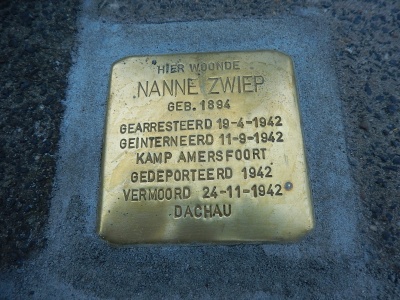 HIER WOONDE
NANNE ZWIEP
GEB. 1894
GEARRESTEERD 19-4-1942
GEINTERNEERD 11-9-1942
KAMP AMERSFOORT
GEDEPORTEERD 1942
VERMOORD 24-11-1942
DACHAU